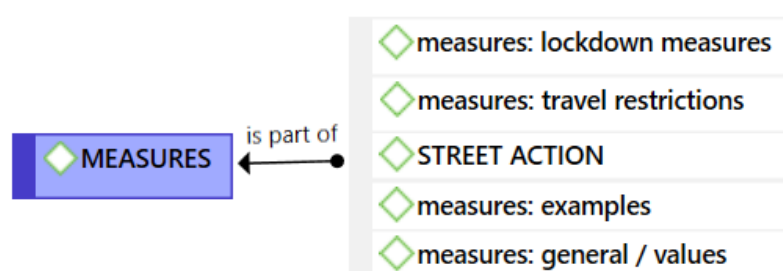 measures: lockdown measures
measures: travel restrictions
is part of
MEASURES
STREET ACTION
measures: examples
measures: general / values